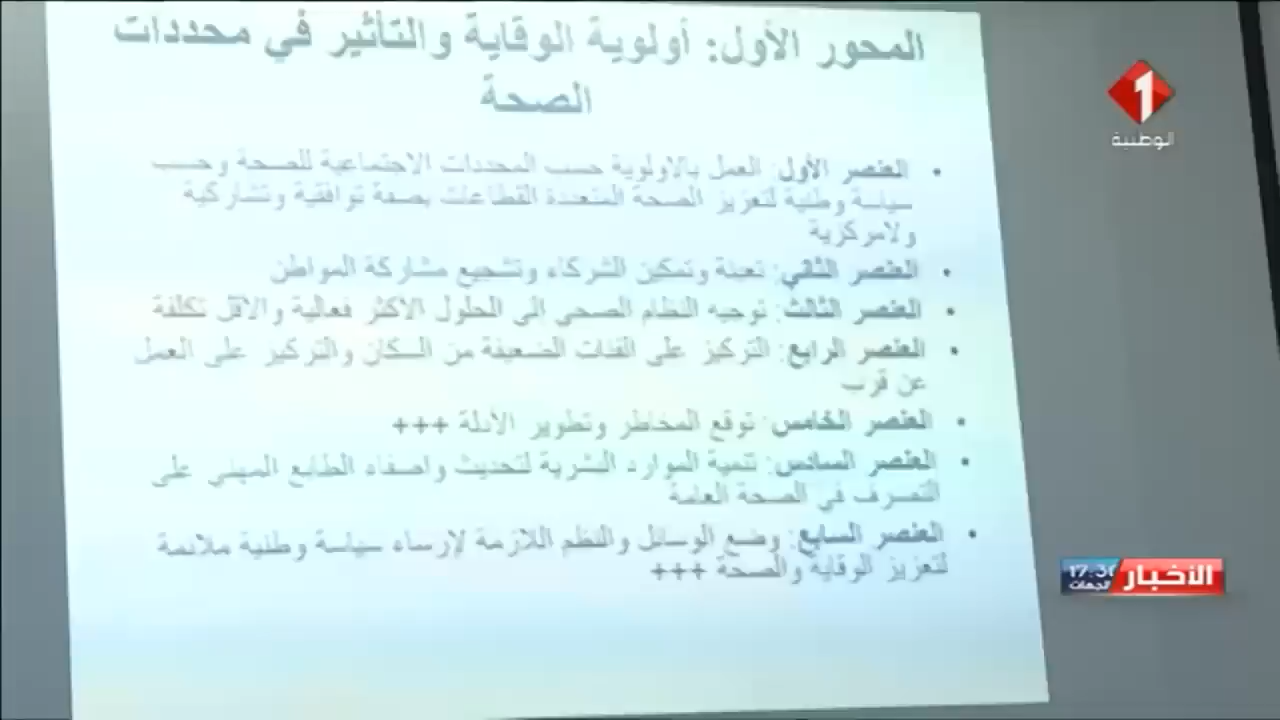 المحور الأول: أولوية الوقاية والتأثير في محددات
الصحة
العنصر الأول: العمل بالاولوية حسب المحددات الاجتماعية للصحة وحسب
سياسة وطنية لتعزيز الصحة المتعددة القطاعات بصفة توافقية وتشاركية
ولامركزية
العنصر الثاني: تعبئة وتمكين الشركاء وتشجيع مشاركة المواطن
العنصر الثالث: توجيه النظام الصحي الى الحلول الاكثر فعالية والاقل تكلفة
العنصر الرابع: التركيز على الفئات الضعيفة من السكان والتركيز على العمل
عن قرب
العنصر الخامس: توقع المخاطر وتطوير الأدلة +++
العنصر السادس: تنمية الموارد البشرية لتحديث واضفاء الطابع المهني على
التصرف في الصحة العامة
العنصر السابع: وضع الوسائل والنظم اللازمة لإرساء سياسة وطنية ملائمة
لتعزيز الوقاية والصحة +++
1
الوطنية
الأخبار
17:30
الجهات